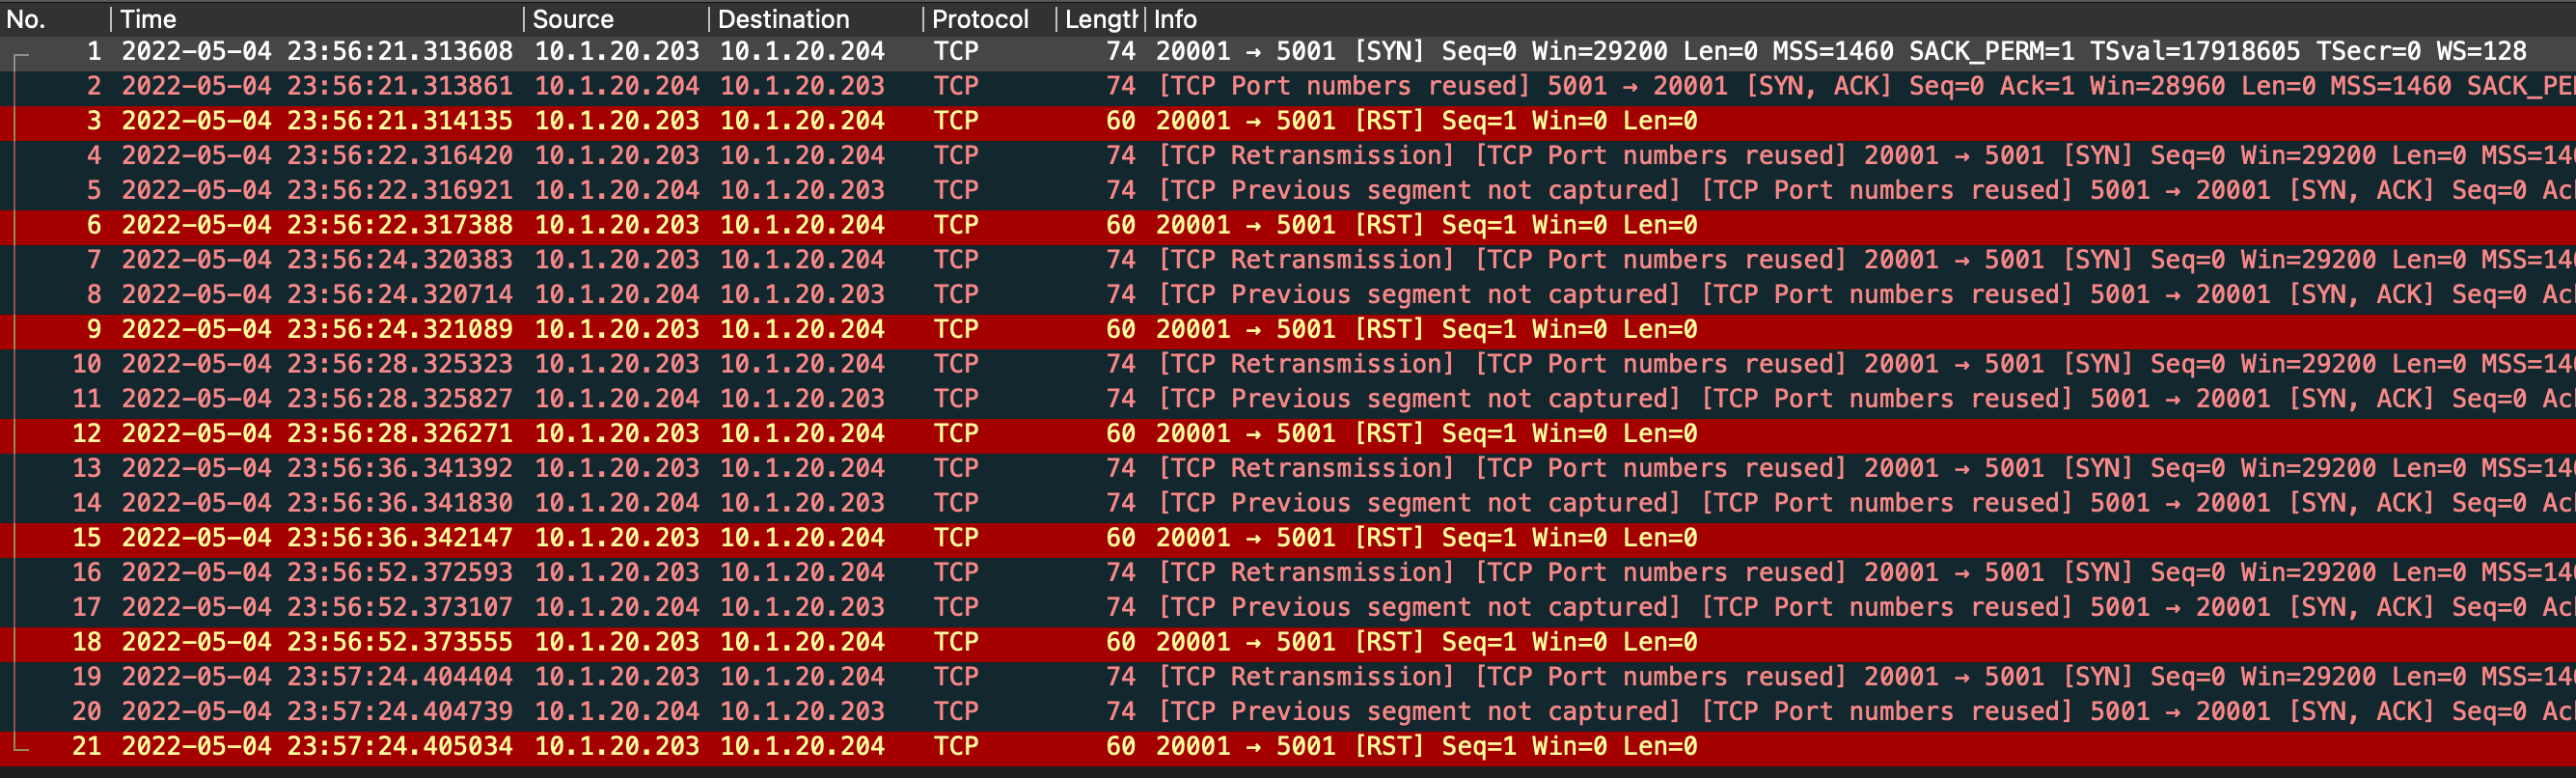 No. Time Source Destination Protocol Length Info
1 2022-05-04 23:56:21.313608 10.1.20.203 10.1.20.204 TCP 74 20001 → 5001 [SYN] Seq=0 Win=29200 Len=0 MSS=1460 SACK_PERM=1 TSval=17918605 TSecr=0 WS=128
2 2022-05-04 23:56:21.313861 10.1.20.204 10.1.20.203 TCP 74 [TCP Port numbers reused] 5001 → 20001 [SYN, ACK] Seq=0 Ack=1 Win=28960 Len=0 MSS=1460 SACK_PE
3 2022-05-04 23:56:21.314135 10.1.20.203 10.1.20.204 TCP 60 20001 → 5001 [RST] Seq=1 Win=0 Len=0
4 2022-05-04 23:56:22.316420 10.1.20.203 10.1.20.204 TCP 74 [TCP Retransmission] [TCP Port numbers reused] 20001 → 5001 [SYN] Seq=0 Win=29200 Len=0 MSS=14
5 2022-05-04 23:56:22.316921 10.1.20.204 10.1.20.203 TCP 74 [TCP Previous segment not captured] [TCP Port numbers reused] 5001 → 20001 [SYN, ACK] Seq=0 Ac
6 2022-05-04 23:56:22.317388 10.1.20.203 10.1.20.204 TCP 60 20001 → 5001 [RST] Seq=1 Win=0 Len=0
7 2022-05-04 23:56:24.320383 10.1.20.203 10.1.20.204 TCP 74 [TCP Retransmission] [TCP Port numbers reused] 20001 → 5001 [SYN] Seq=0 Win=29200 Len=0 MSS=14
8 2022-05-04 23:56:24.320714 10.1.20.204 10.1.20.203 TCP 74 [TCP Previous segment not captured] [TCP Port numbers reused] 5001 → 20001 [SYN, ACK] Seq=0 Ac
9 2022-05-04 23:56:24.321089 10.1.20.203 10.1.20.204 TCP 60 20001 → 5001 [RST] Seq=1 Win=0 Len=0
10 2022-05-04 23:56:28.325323 10.1.20.203 10.1.20.204 TCP 74 [TCP Retransmission] [TCP Port numbers reused] 20001 → 5001 [SYN] Seq=0 Win=29200 Len=0 MSS=14
11 2022-05-04 23:56:28.325827 10.1.20.204 10.1.20.203 TCP 74 [TCP Previous segment not captured] [TCP Port numbers reused] 5001 → 20001 [SYN, ACK] Seq=0 Ac
12 2022-05-04 23:56:28.326271 10.1.20.203 10.1.20.204 TCP 60 20001 → 5001 [RST] Seq=1 Win=0 Len=0
13 2022-05-04 23:56:36.341392 10.1.20.203 10.1.20.204 TCP 74 [TCP Retransmission] [TCP Port numbers reused] 20001 → 5001 [SYN] Seq=0 Win=29200 Len=0 MSS=14
14 2022-05-04 23:56:36.341830 10.1.20.204 10.1.20.203 TCP 74 [TCP Previous segment not captured] [TCP Port numbers reused] 5001 → 20001 [SYN, ACK] Seq=0 Ac
15 2022-05-04 23:56:36.342147 10.1.20.203 10.1.20.204 TCP 60 20001 → 5001 [RST] Seq=1 Win=0 Len=0
16 2022-05-04 23:56:52.372593 10.1.20.203 10.1.20.204 TCP 74 [TCP Retransmission] [TCP Port numbers reused] 20001 → 5001 [SYN] Seq=0 Win=29200 Len=0 MSS=14
17 2022-05-04 23:56:52.373107 10.1.20.204 10.1.20.203 TCP 74 [TCP Previous segment not captured] [TCP Port numbers reused] 5001 → 20001 [SYN, ACK] Seq=0 Ac
18 2022-05-04 23:56:52.373555 10.1.20.203 10.1.20.204 TCP 60 20001 → 5001 [RST] Seq=1 Win=0 Len=0
19 2022-05-04 23:57:24.404404 10.1.20.203 10.1.20.204 TCP 74 [TCP Retransmission] [TCP Port numbers reused] 20001 → 5001 [SYN] Seq=0 Win=29200 Len=0 MSS=14
20 2022-05-04 23:57:24.404739 10.1.20.204 10.1.20.203 TCP 74 [TCP Previous segment not captured] [TCP Port numbers reused] 5001 → 20001 [SYN, ACK] Seq=0 Ac
21 2022-05-04 23:57:24.405034 10.1.20.203 10.1.20.204 TCP 60 20001 → 5001 [RST] Seq=1 Win=0 Len=0